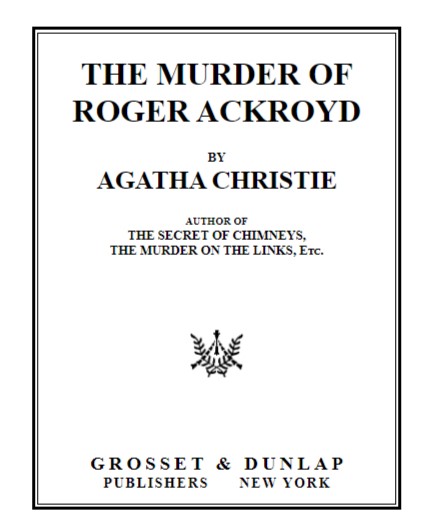 THE MURDER OF
ROGER ACKROYD
BY
AGATHA CHRISTIE
AUTHOR OF
THE SECRET OF CHIMNEYS,
THE MURDER ON THE LINKS, ETC.
GROSSET & DUNLAP
PUBLISHERS NEW YORK